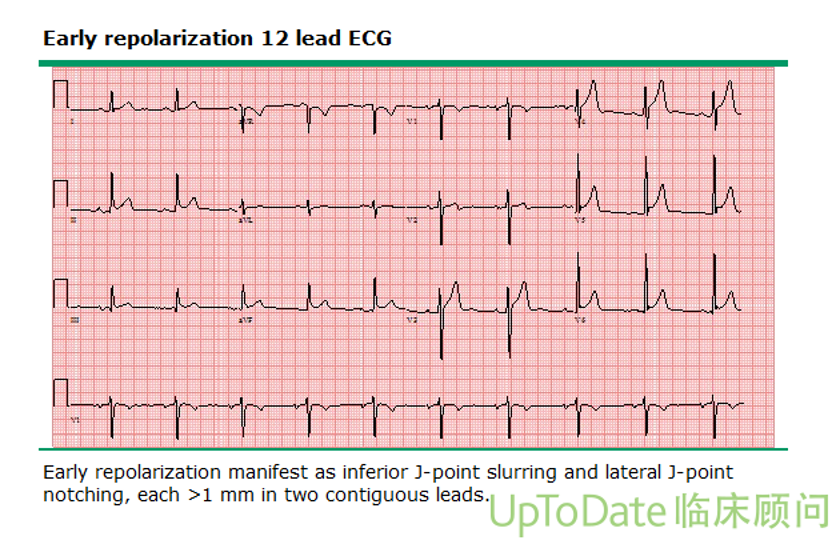 Early repolarization 12 lead ECG
I aVR V1 V4
II aVL V2 V5
III aVF V3 V6
V1
Early repolarization manifest as inferior J-point slurring and lateral J-point
notching, each >1 mm in two contiguous leads.
UpToDate 临床顾问